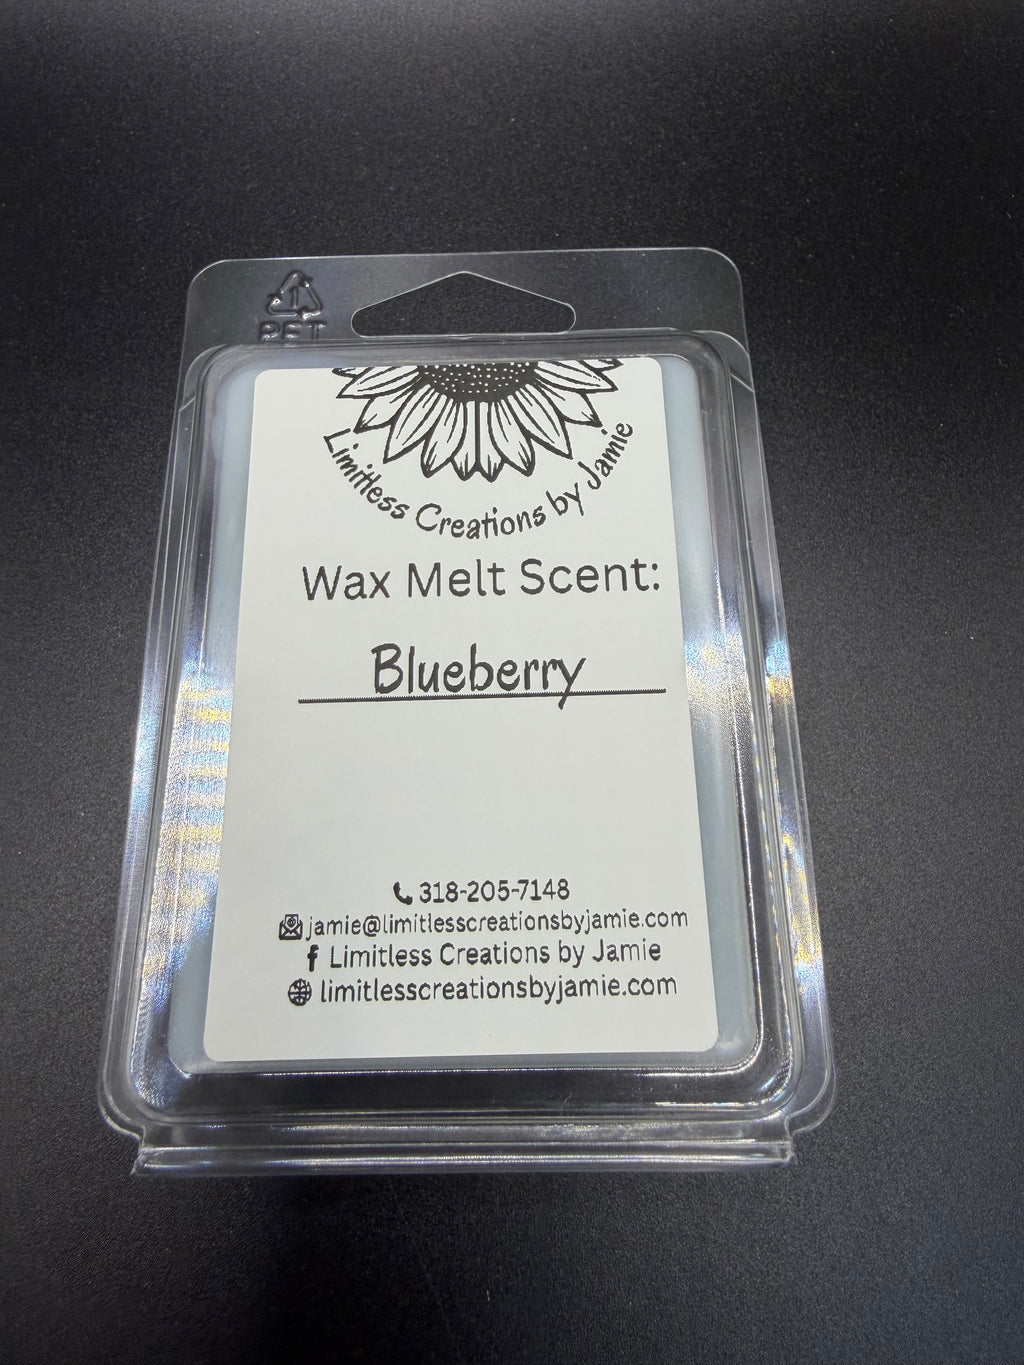 1
PET
Limitless Creations by Jamie
Wax Melt Scent:
Blueberry
318-205-7148
jamie@limitlesscreationsbyjamie.com
f Limitless Creations by Jamie
limitlesscreationsbyjamie.com